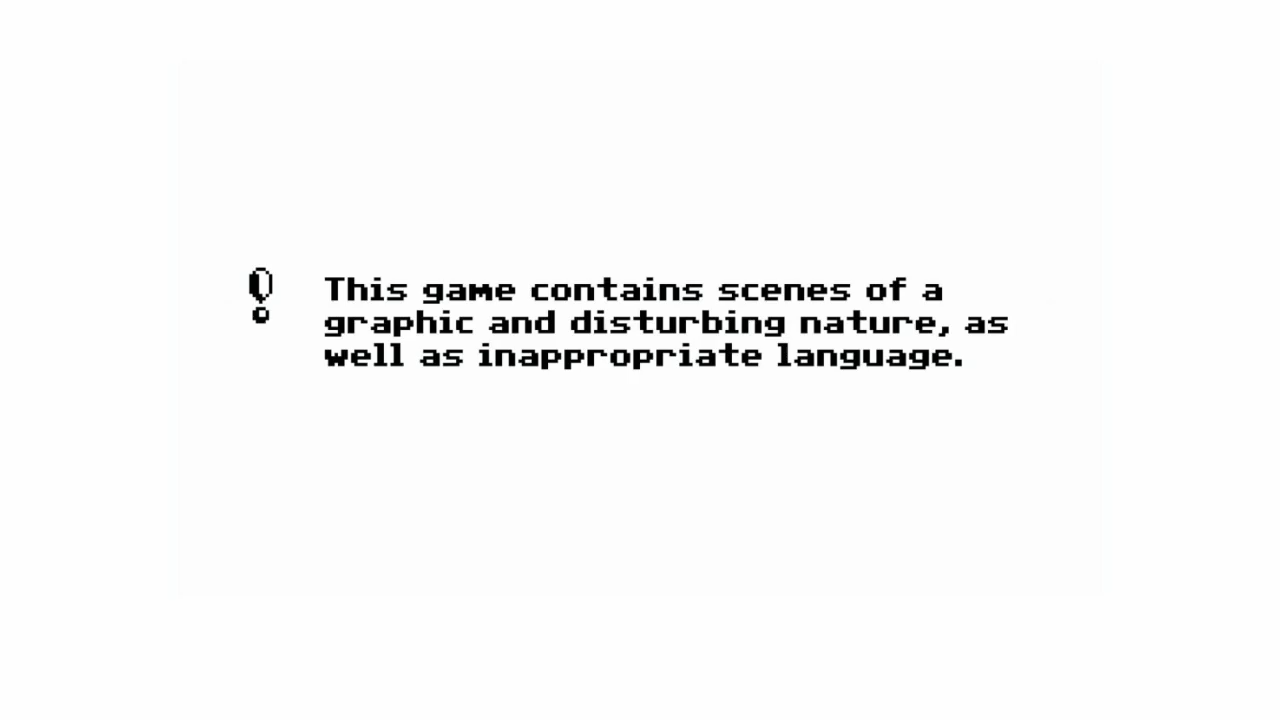 This game contains scenes of a
graphic and disturbing nature, as
well as inappropriate language.